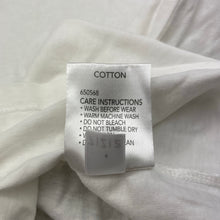 COTTON
650568
CARE INSTRUCTIONS
• WASH BEFORE WEAR
• WARM MACHINE WASH
• DO NOT BLEACH
• DO NOT TUMBLE DRY